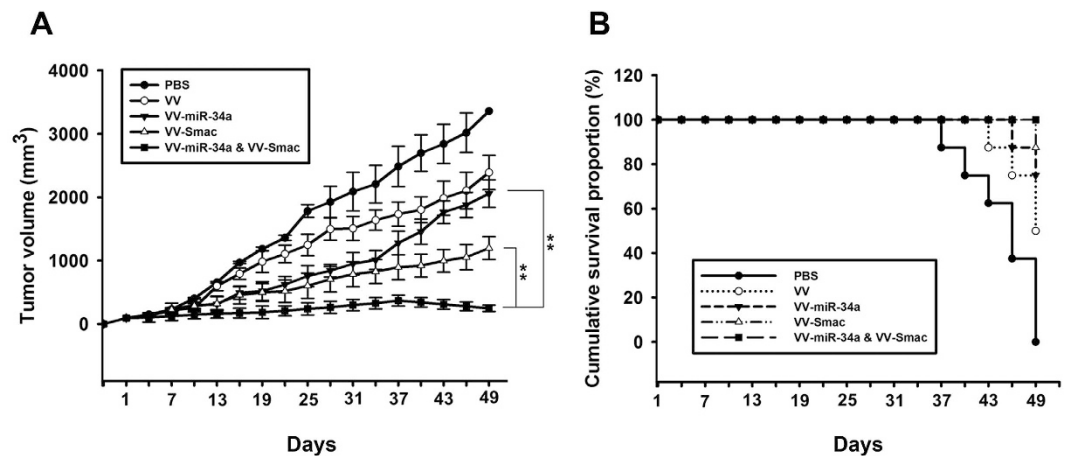 A
4000
3000
2000
1000
0
Tumor volume (mm3)
PBS
VV
VV-miR-34a
VV-Smac
VV-miR-34a & VV-Smac
**
**
1 7 13 19 25 31 37 43 49
Days
B
120
100
80
60
40
20
0
Cumulative survival proportion (%)
PBS
VV
VV-miR-34a
VV-Smac
VV-miR-34a & VV-Smac
1 7 13 19 25 31 37 43 49
Days